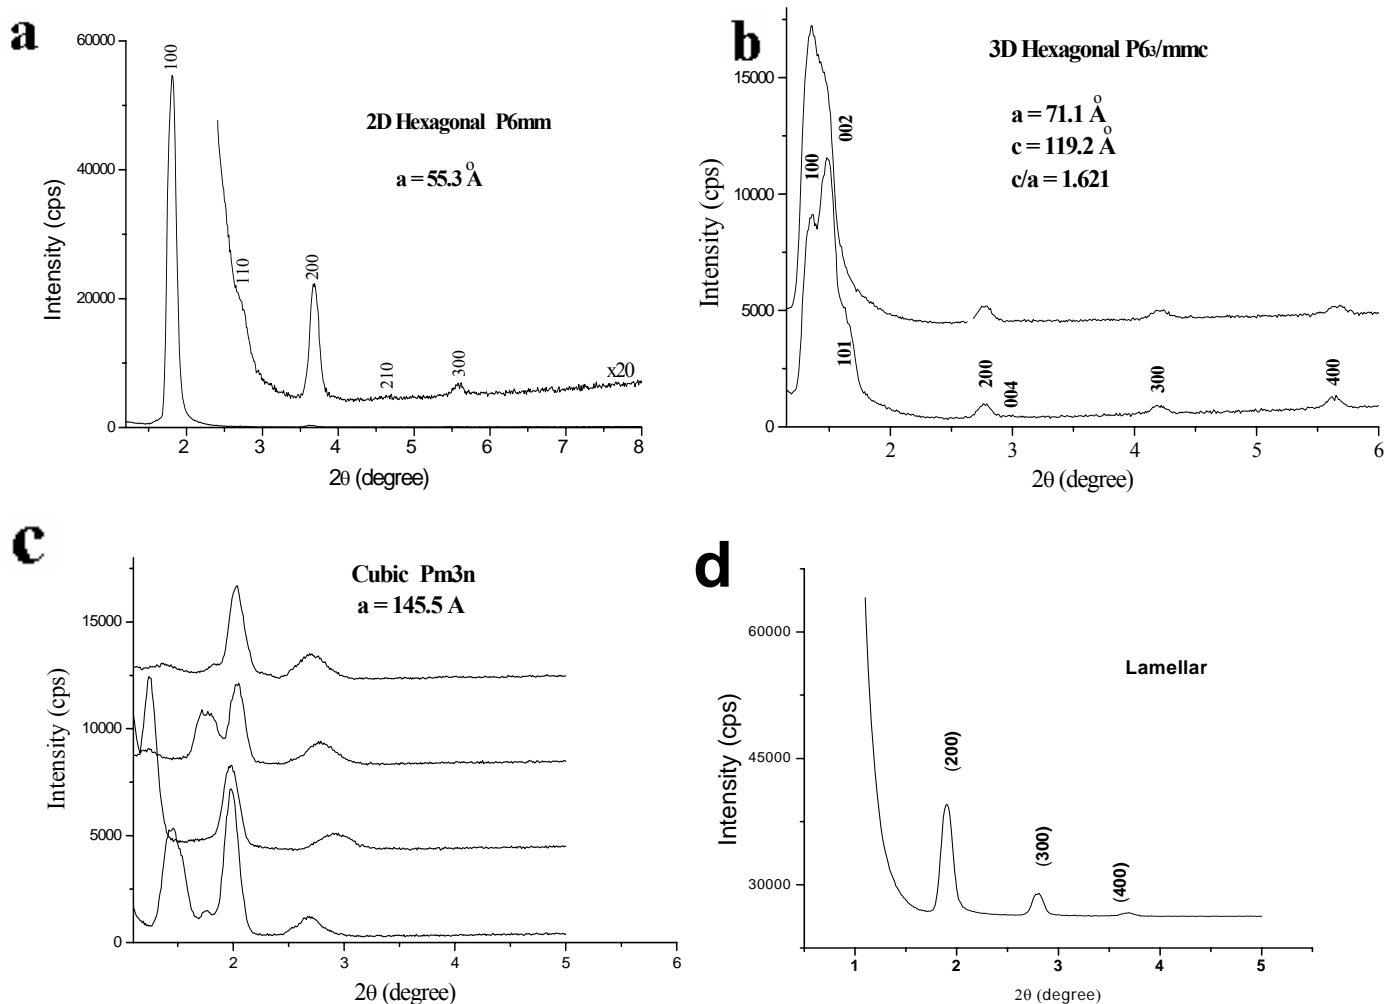 a
60000
40000
20000
0
Intensity (cps)
100
110
200
210
300
x20
2D Hexagonal P6mm
a = 55.3 Å
2 3 4 5 6 7 8
2θ (degree)
b
15000
10000
5000
0
Intensity (cps)
3D Hexagonal P6₃/mmc
a = 71.1 Å
c = 119.2 Å
c/a = 1.621
100
002
101
200
004
300
400
2 3 4 5 6
2θ (degree)
c
15000
10000
5000
0
Intensity (cps)
Cubic Pm3n
a = 145.5 A
2 3 4 5 6
2θ (degree)
d
60000
45000
30000
Intensity (cps)
Lamellar
(200)
(300)
(400)
1 2 3 4 5
2θ (degree)